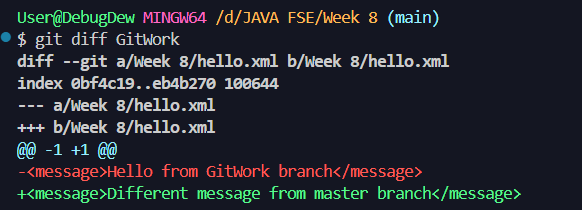 User@DebugDew MINGW64 /d/JAVA FSE/Week 8 (main)
$ git diff GitWork
diff --git a/Week 8/hello.xml b/Week 8/hello.xml
index 0bf4c19..eb4b270 100644
--- a/Week 8/hello.xml
+++ b/Week 8/hello.xml
@@ -1 +1 @@
-<message>Hello from GitWork branch</message>
+<message>Different message from master branch</message>